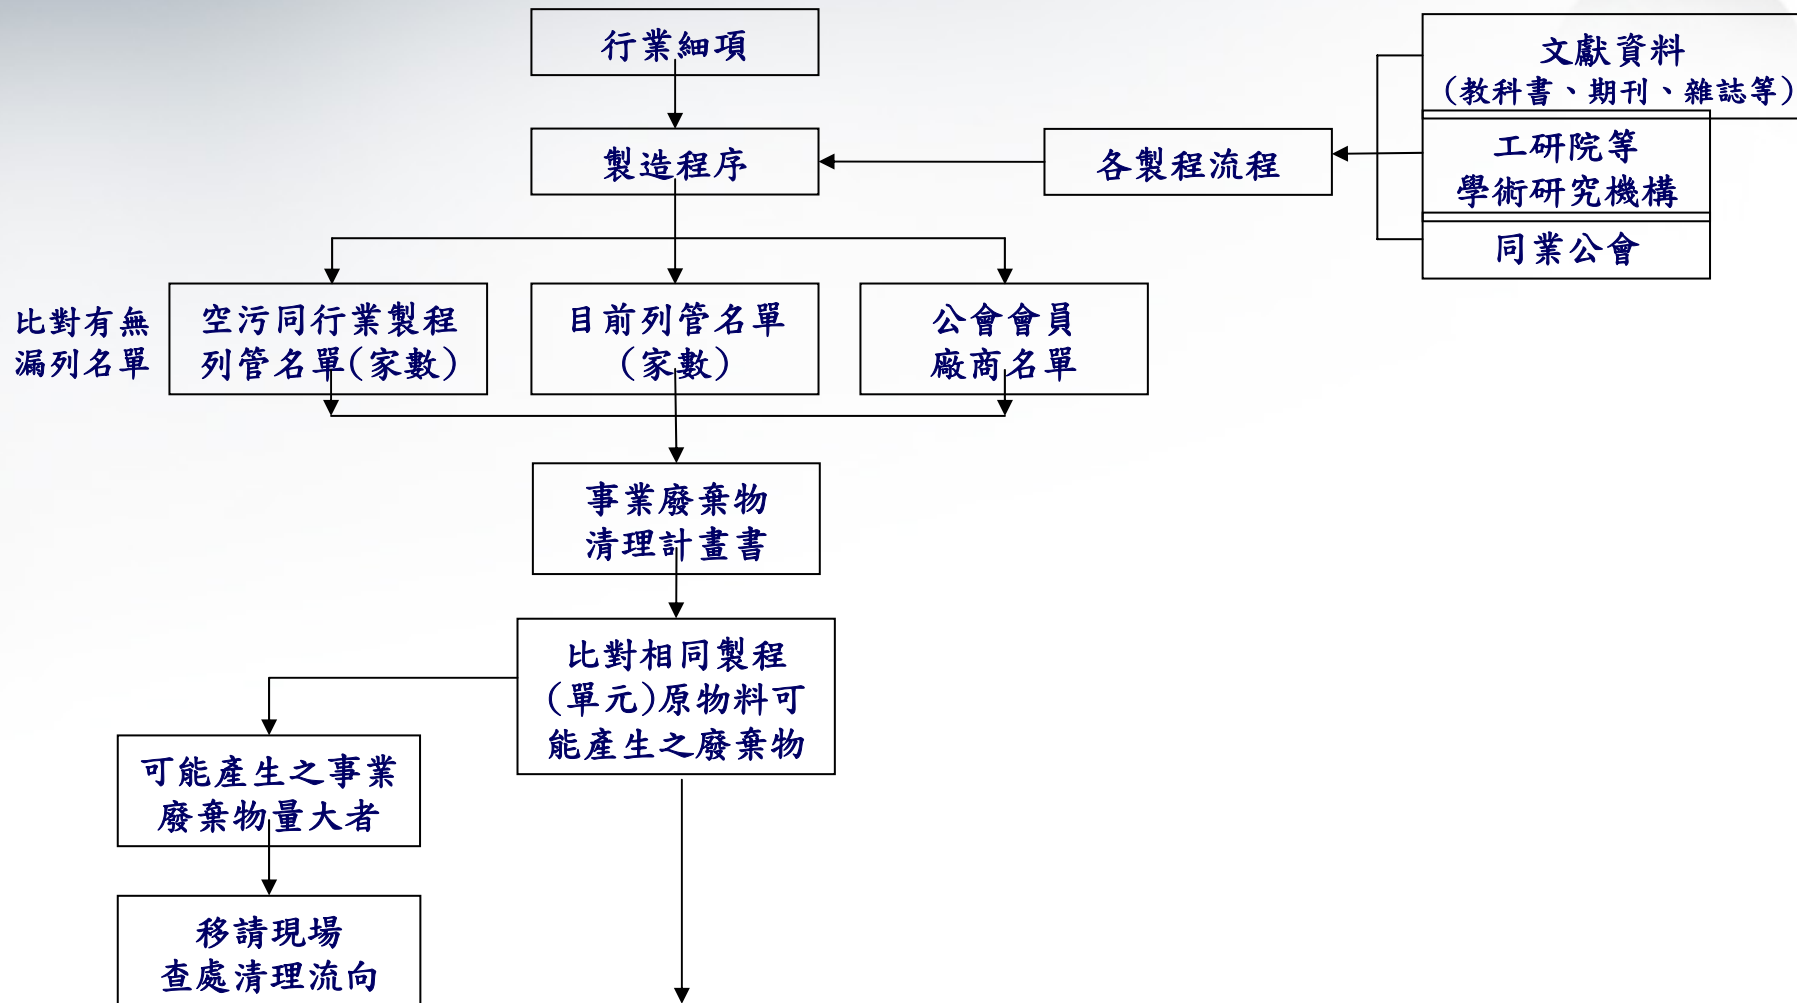 行業細項
文獻資料
(教科書、期刊、雜誌等)
製造程序
各製程流程
工研院等
學術研究機構
同業公會
比對有無
漏列名單
空污同行業製程
列管名單(家數)
目前列管名單
(家數)
公會會員
廠商名單
事業廢棄物
清理計畫書
比對相同製程
(單元)原物料可
能產生之廢棄物
可能產生之事業
廢棄物量大者
移請現場
查處清理流向